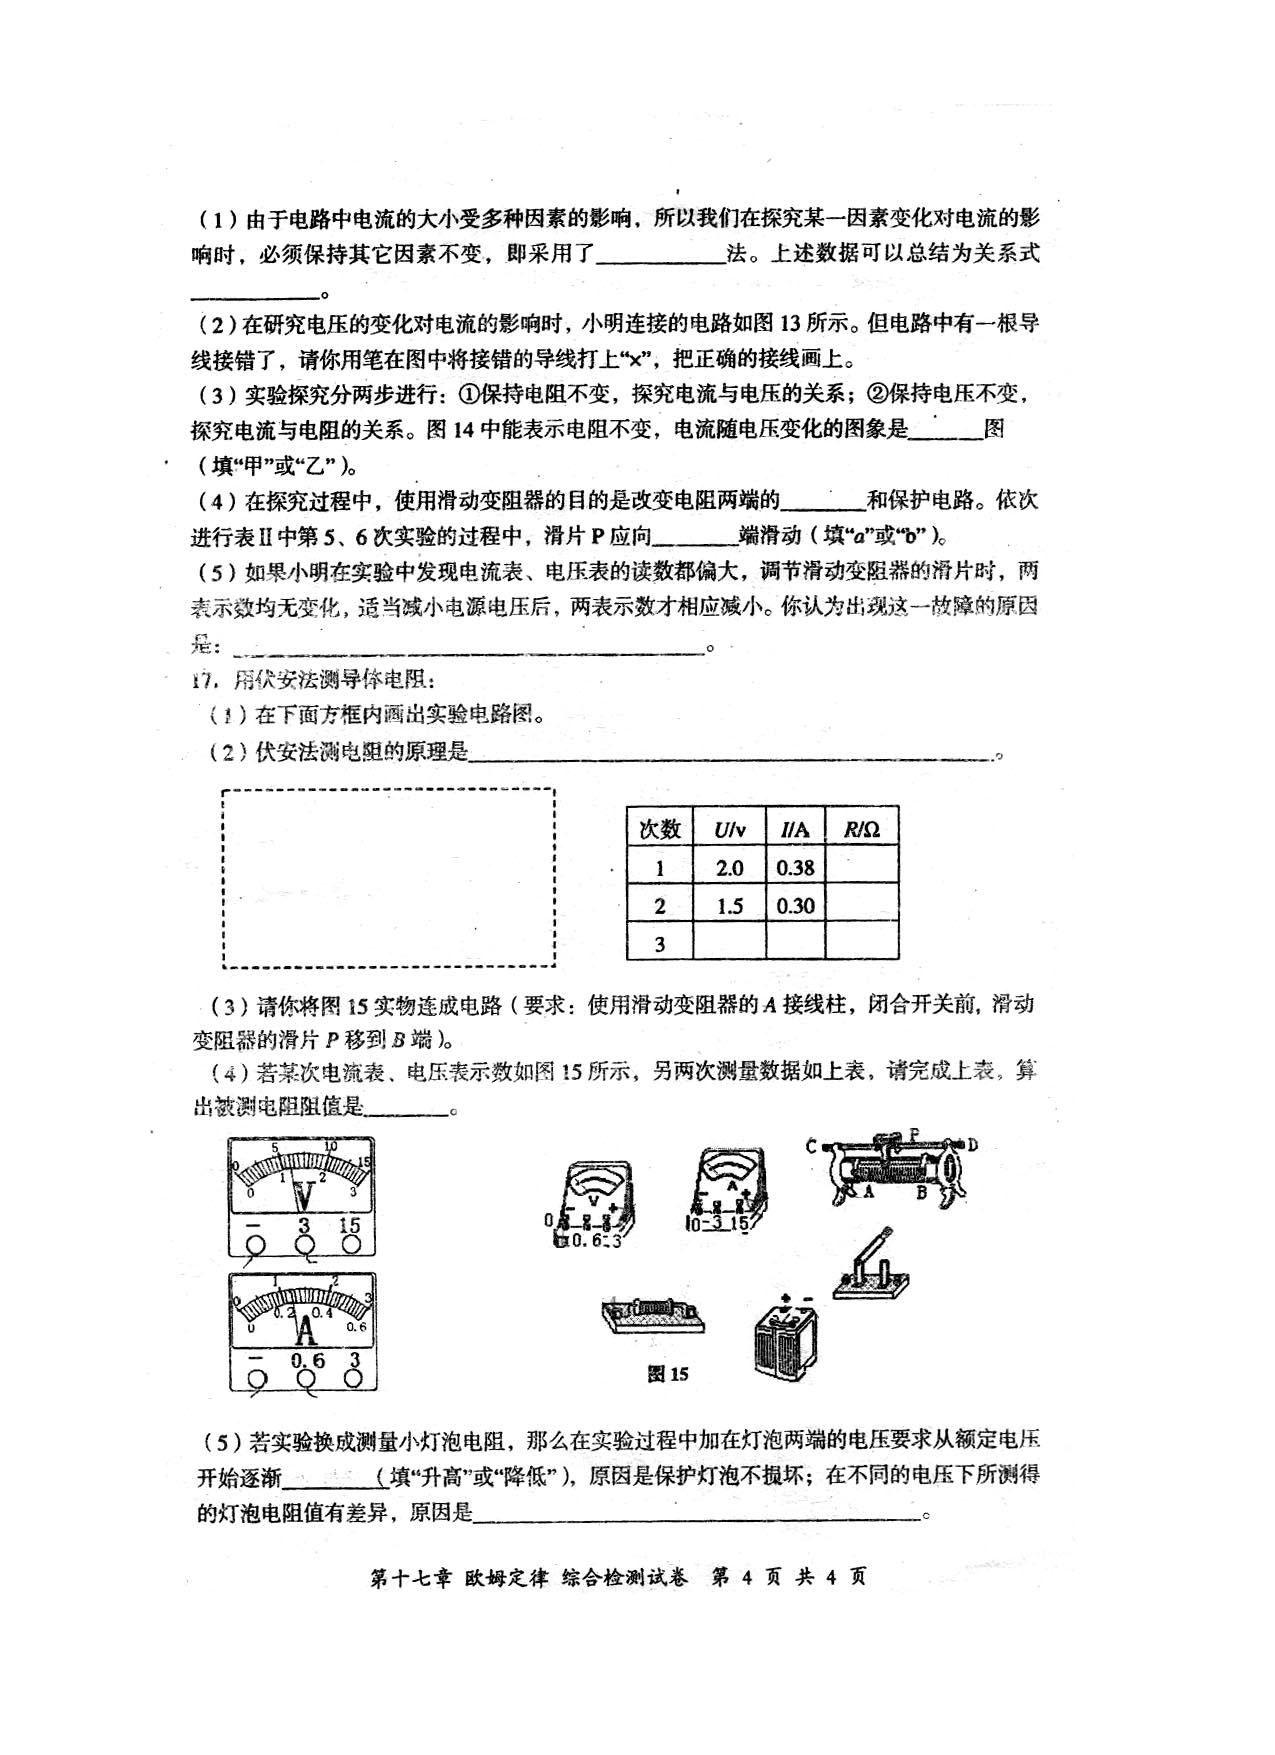 （1）由于电路中电流的大小受多种因素的影响，所以我们在探究某一因素变化对电流的影
响时，必须保持其它因素不变，即采用了____________法。上述数据可以总结为关系式
____________。
（2）在研究电压的变化对电流的影响时，小明连接的电路如图 13 所示。但电路中有一根导
线接错了，请你用笔在图中将接错的导线打上“×”，把正确的接线画上。
（3）实验探究分两步进行：①保持电阻不变，探究电流与电压的关系；②保持电压不变，
探究电流与电阻的关系。图 14 中能表示电阻不变，电流随电压变化的图象是_______图
（填“甲”或“乙”）。
（4）在探究过程中，使用滑动变阻器的目的是改变电阻两端的________和保护电路。依次
进行表Ⅱ中第 5、6 次实验的过程中，滑片 P 应向________端滑动（填“a”或“b”）。
（5）如果小明在实验中发现电流表、电压表的读数都偏大，调节滑动变阻器的滑片时，两
表示数均无变化，适当减小电源电压后，两表示数才相应减小。你认为出现这一故障的原因
是：____________________________________________。
17．用伏安法测导体电阻：
（1）在下面方框内画出实验电路图。
（2）伏安法测电阻的原理是________________________________________________。
次数 U/v I/A R/Ω
1 2.0 0.38
2 1.5 0.30
3
（3）请你将图 15 实物连成电路（要求：使用滑动变阻器的 A 接线柱，闭合开关前, 滑动
变阻器的滑片 P 移到 B 端）。
（4）若某次电流表、电压表示数如图 15 所示，另两次测量数据如上表，请完成上表。算
出被测电阻阻值是________。
0 5 10 15
0 1 2 3
V
− 3 15
0 1 2 3
0 0.2 0.4 0.6
A
− 0.6 3
V
− +
0.6 3
A
− +
3 15
C P D
A B
+ −
图 15
（5）若实验换成测量小灯泡电阻，那么在实验过程中加在灯泡两端的电压要求从额定电压
开始逐渐__________（填“升高”或“降低”），原因是保护灯泡不损坏；在不同的电压下所测得
的灯泡电阻值有差异，原因是__________________________________________。
第十七章 欧姆定律 综合检测试卷 第 4 页 共 4 页